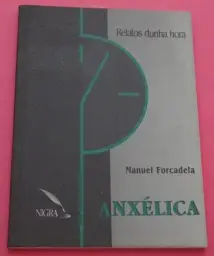 Relatos dunha hora
Manuel Forcadela
NIGRA
ANXÉLICA